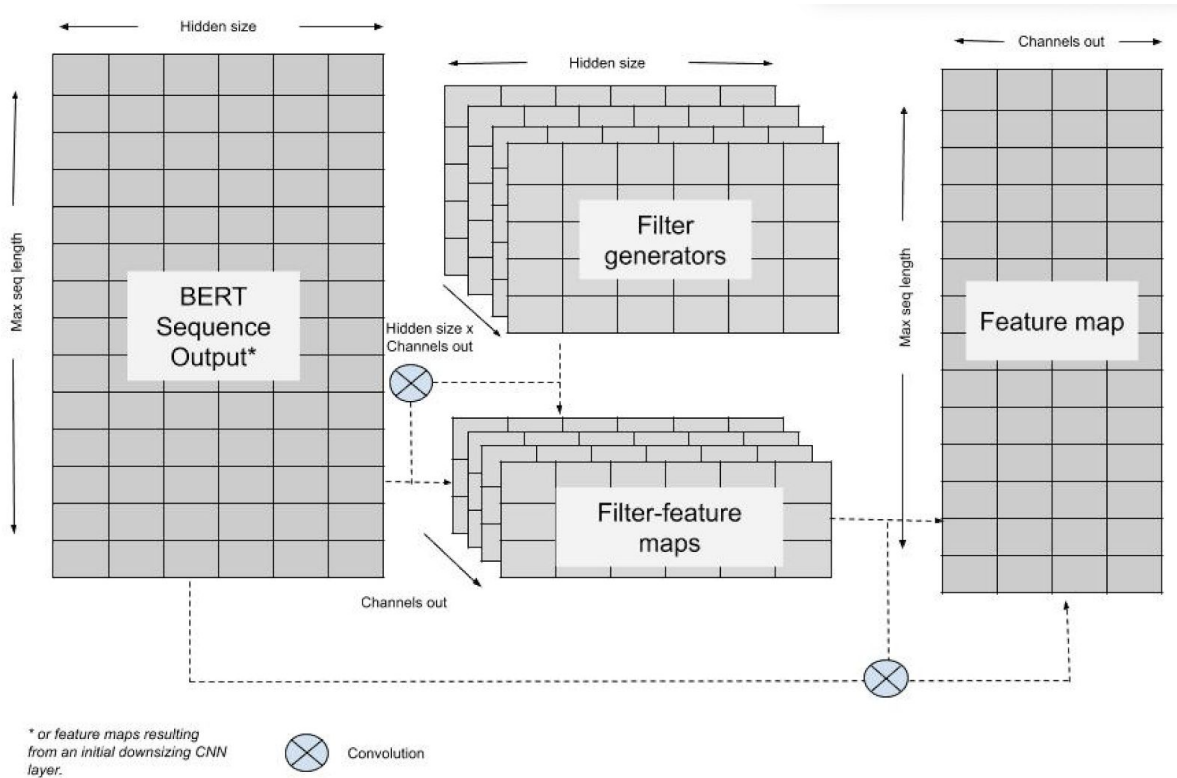 Hidden size
Max seq length
BERT
Sequence
Output*
Hidden size
Filter
generators
Hidden size x
Channels out
Filter-feature
maps
Channels out
Channels out
Max seq length
Feature map
* or feature maps resulting
from an initial downsizing CNN
layer.
Convolution